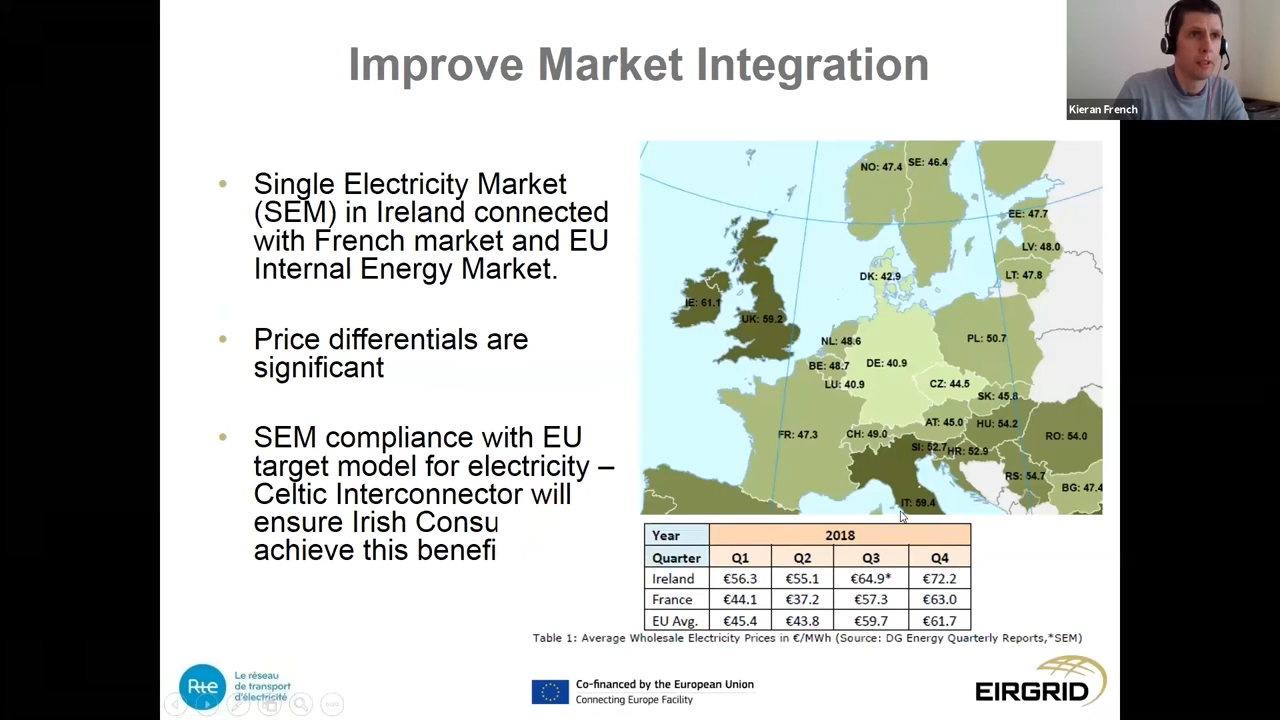 Improve Market Integration
Kieran French
Single Electricity Market
(SEM) in Ireland connected
with French market and EU
Internal Energy Market.
Price differentials are
significant
SEM compliance with EU
target model for electricity –
Celtic Interconnector will
ensure Irish Consu
achieve this benefi
NO: 47.4
SE: 46.4
EE: 47.7
LV: 48.0
LT: 47.8
DK: 42.9
IE: 61.1
UK: 59.2
NL: 48.6
PL: 50.7
BE: 48.7
DE: 40.9
LU: 40.9
CZ: 44.5
SK: 45.8
AT: 45.0
HU: 54.2
FR: 47.3
CH: 49.0
RO: 54.0
SI: 52.7
HR: 52.9
RS: 54.7
BG: 47.4
IT: 59.4
Year 2018
Quarter Q1 Q2 Q3 Q4
Ireland €56.3 €55.1 €64.9* €72.2
France €44.1 €37.2 €57.3 €63.0
EU Avg. €45.4 €43.8 €59.7 €61.7
Table 1: Average Wholesale Electricity Prices in €/MWh (Source: DG Energy Quarterly Reports,*SEM)
Rte
Le réseau
de transport
d'électricité
Co-financed by the European Union
Connecting Europe Facility
EIRGRID